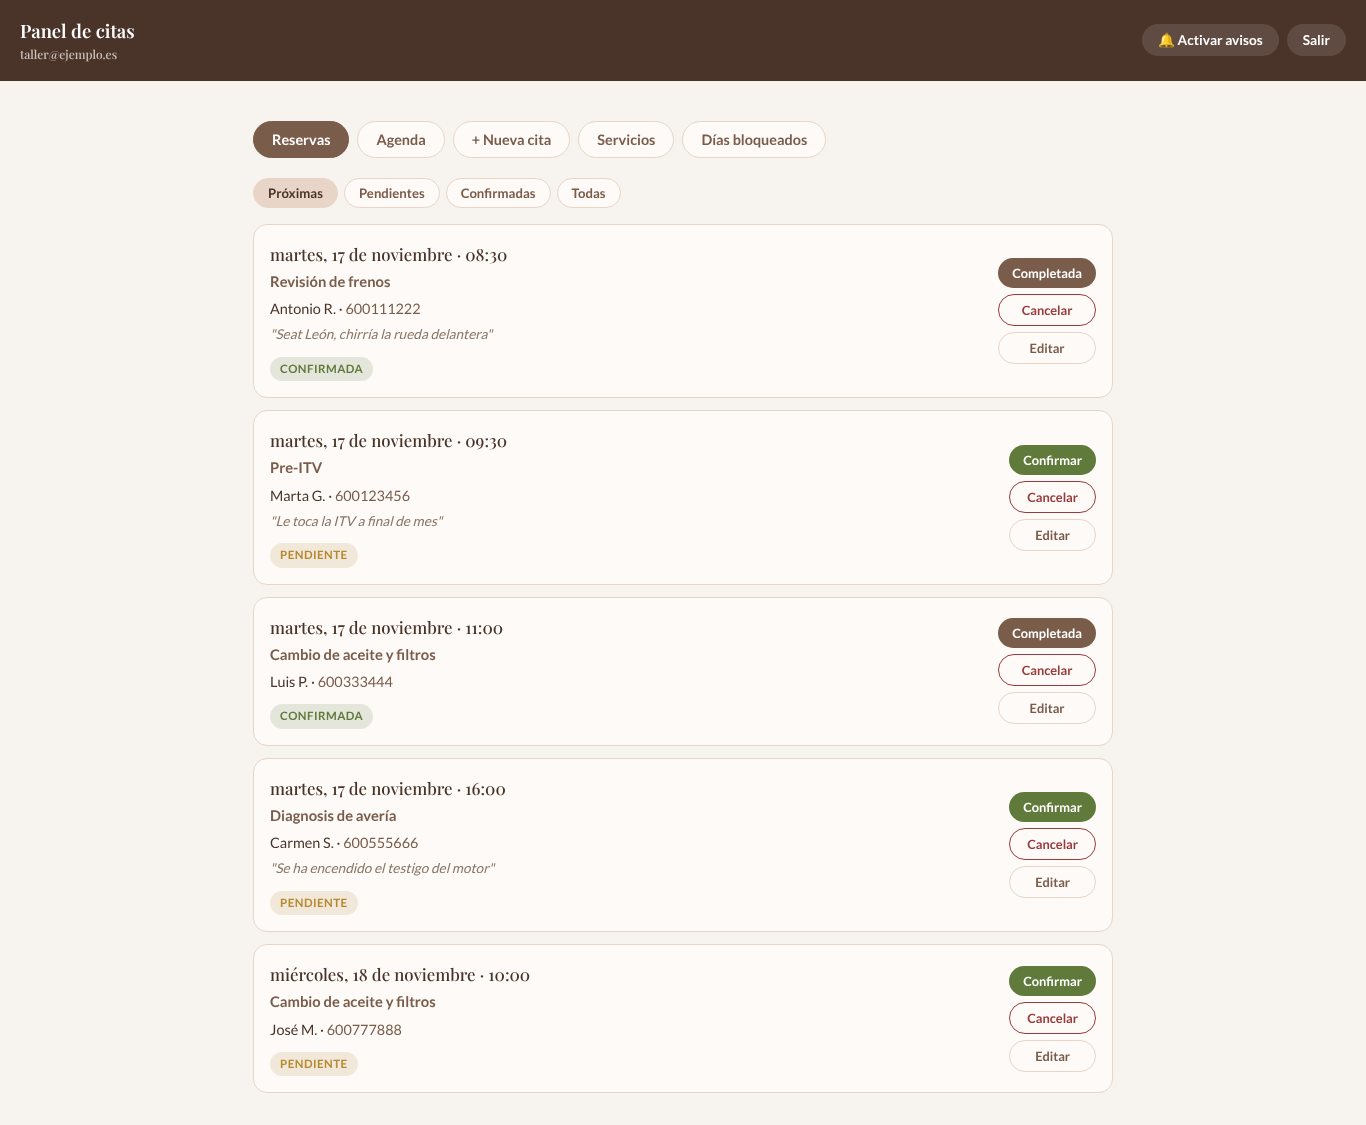 Panel de citas
taller@ejemplo.es
🔔 Activar avisos
Salir
Reservas
Agenda
+ Nueva cita
Servicios
Días bloqueados
Próximas
Pendientes
Confirmadas
Todas
martes, 17 de noviembre · 08:30
Revisión de frenos
Antonio R. · 600111222
"Seat León, chirría la rueda delantera"
CONFIRMADA
Completada
Cancelar
Editar
martes, 17 de noviembre · 09:30
Pre-ITV
Marta G. · 600123456
"Le toca la ITV a final de mes"
PENDIENTE
Confirmar
Cancelar
Editar
martes, 17 de noviembre · 11:00
Cambio de aceite y filtros
Luis P. · 600333444
CONFIRMADA
Completada
Cancelar
Editar
martes, 17 de noviembre · 16:00
Diagnosis de avería
Carmen S. · 600555666
"Se ha encendido el testigo del motor"
PENDIENTE
Confirmar
Cancelar
Editar
miércoles, 18 de noviembre · 10:00
Cambio de aceite y filtros
José M. · 600777888
PENDIENTE
Confirmar
Cancelar
Editar